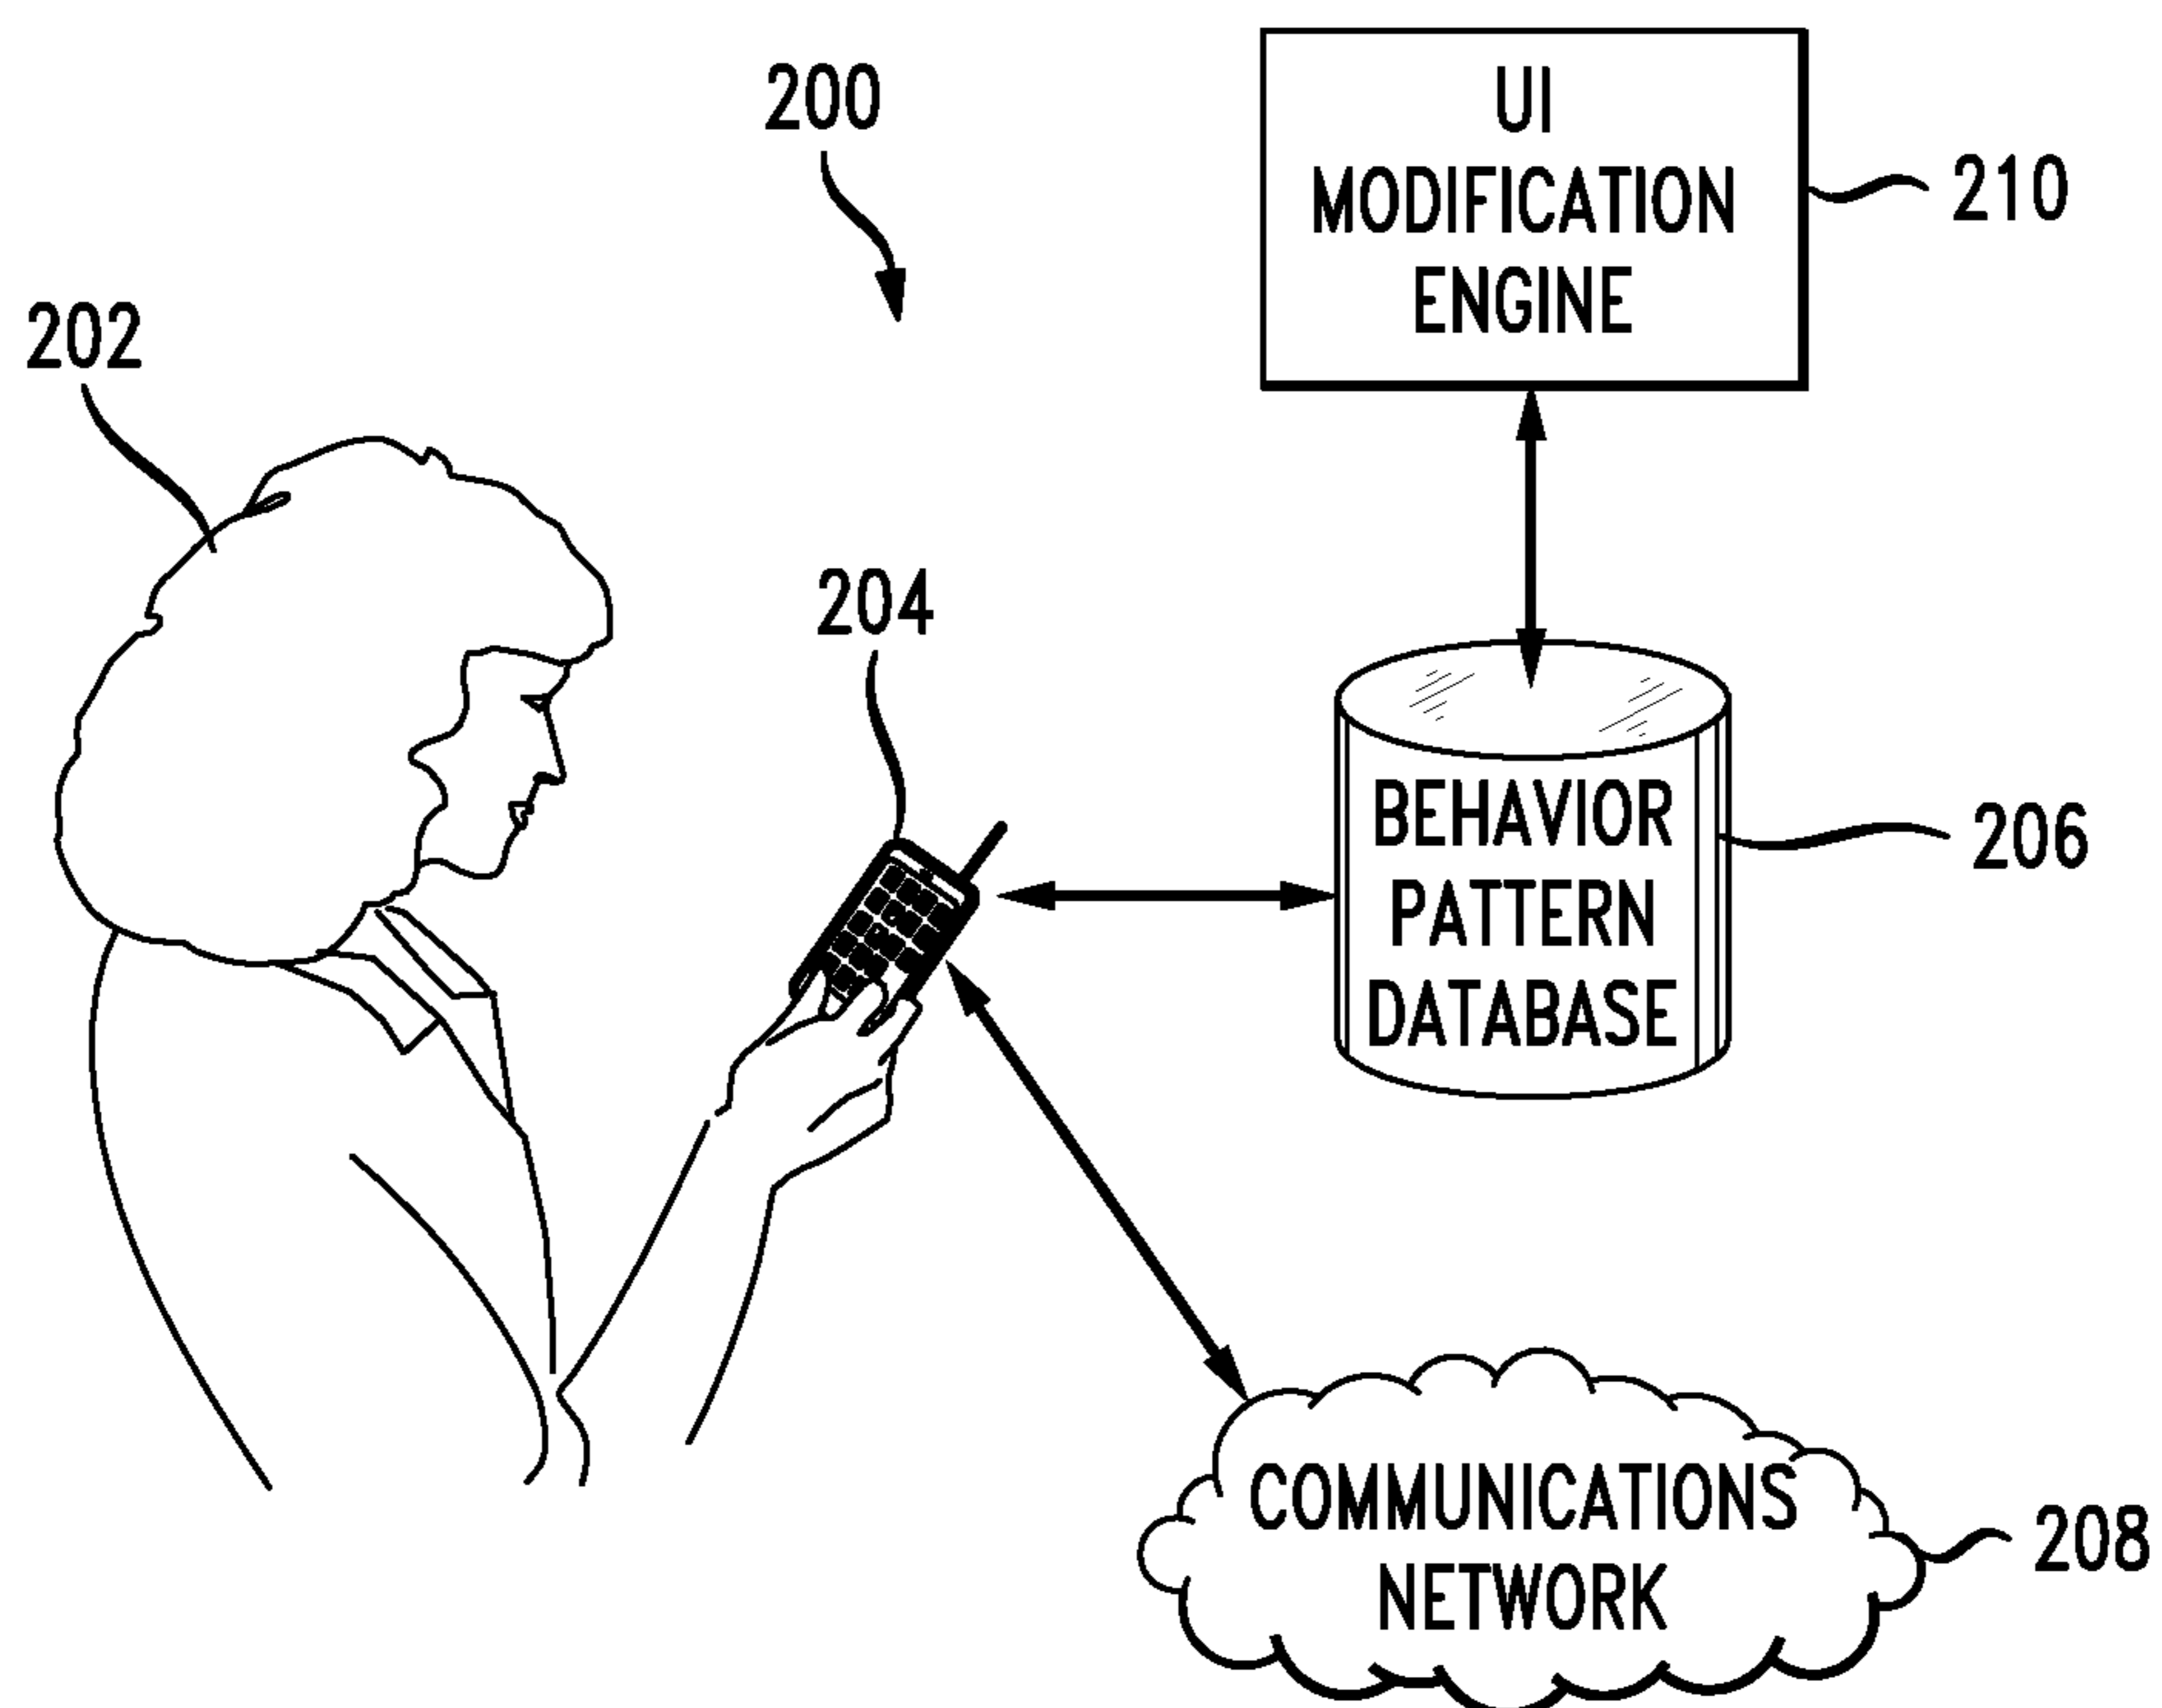 200
UI
MODIFICATION
ENGINE
210
202
204
BEHAVIOR
PATTERN
DATABASE
206
COMMUNICATIONS
NETWORK
208